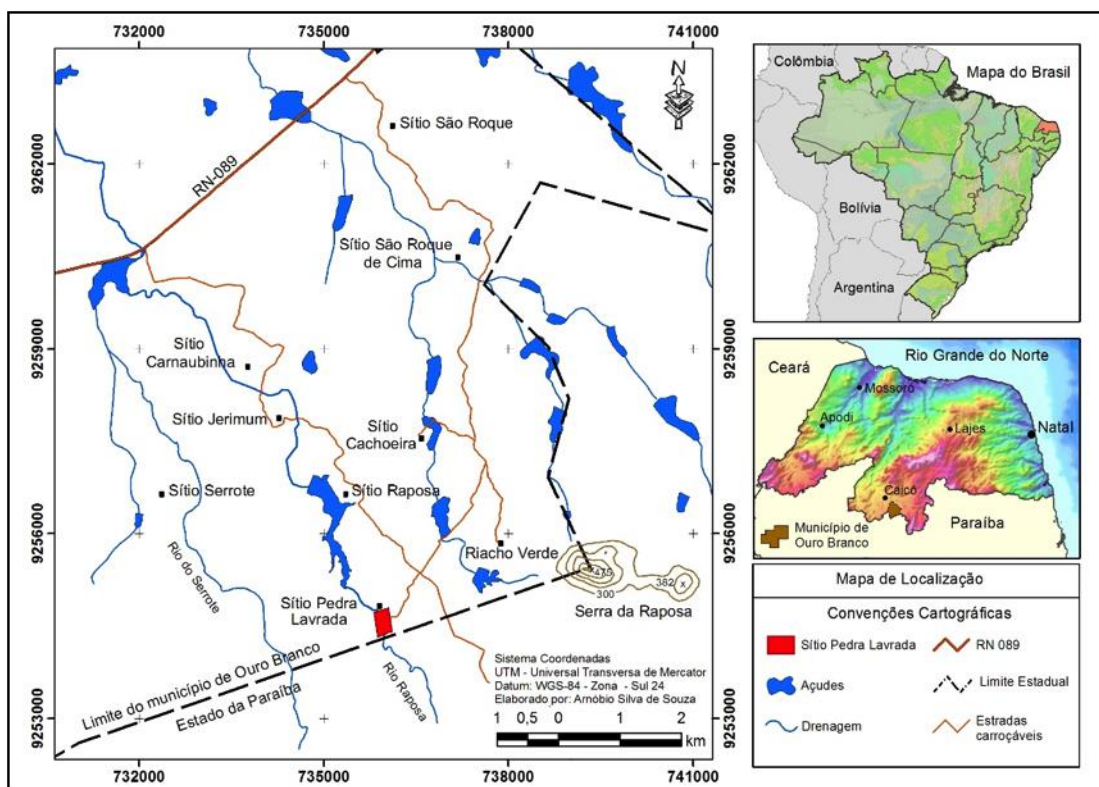 732000
735000
738000
741000
N
Sítio São Roque
9262000
9262000
RN-089
Sítio São Roque
de Cima
Sítio
Carnaubinha
9259000
9259000
Sítio Jerimum
Sítio
Cachoeira
Sítio Serrote
Sítio Raposa
9256000
9256000
Riacho Verde
Rio do Serrote
475
300
382 x
Sítio Pedra
Lavrada
Serra da Raposa
Limite do município de Ouro Branco
Estado da Paraíba
Rio Raposa
Sistema Coordenadas
UTM - Universal Transversa de Mercator
Datum: WGS-84 - Zona - Sul 24
Elaborado por: Arnóbio Silva de Souza
1 0,5 0 1 2
km
9253000
9253000
732000
735000
738000
741000
Colômbia
Mapa do Brasil
Bolívia
Argentina
Ceará
Rio Grande do Norte
Mossoró
Apodi
Lajes
Natal
Caicó
Paraíba
Município de
Ouro Branco
Mapa de Localização
Convenções Cartográficas
Sítio Pedra Lavrada
RN 089
Açudes
Limite Estadual
Drenagem
Estradas
carroçáveis